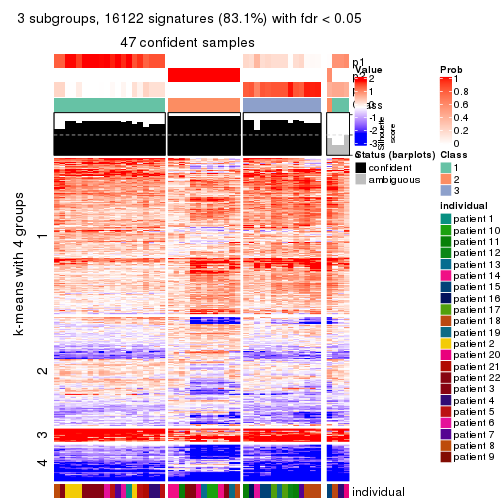 3 subgroups, 16122 signatures (83.1%) with fdr < 0.05
47 confident samples
p1
Value
2
1
0
-1
-2
-3
Silhouette
score
Prob
1
0.8
0.6
0.4
0.2
0
Status (barplots)
confident
ambiguous
Class
1
2
3
individual
patient 1
patient 10
patient 11
patient 12
patient 13
patient 14
patient 15
patient 16
patient 17
patient 18
patient 19
patient 2
patient 20
patient 21
patient 22
patient 3
patient 4
patient 5
patient 6
patient 7
patient 8
patient 9
k-means with 4 groups
1
2
3
4
individual